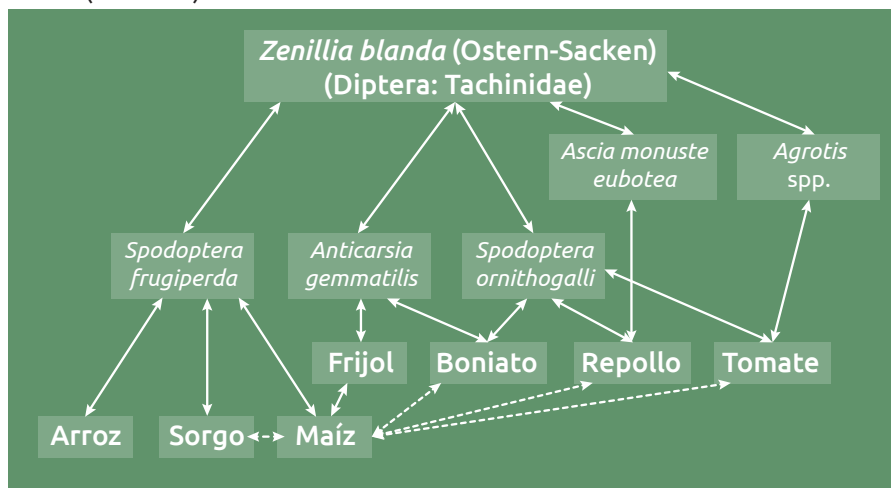 Zenillia blanda (Ostern-Sacken)
(Diptera: Tachinidae)
Ascia monuste
eubotea
Agrotis
spp.
Spodoptera
frugiperda
Anticarsia
gemmatilis
Spodoptera
ornithogalli
Frijol
Boniato
Repollo
Tomate
Arroz
Sorgo
Maíz